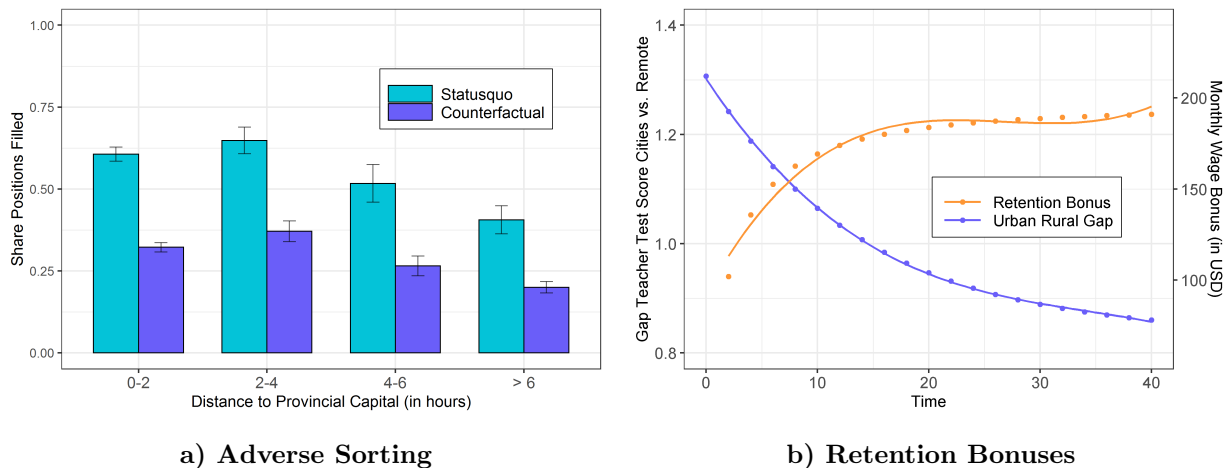 1.00
0.75
0.50
0.25
0.00
Share Positions Filled
Statusquo
Counterfactual
0-2
2-4
4-6
> 6
Distance to Provincial Capital (in hours)
a) Adverse Sorting
1.4
1.2
1.0
0.8
Gap Teacher Test Score Cities vs. Remote
Retention Bonus
Urban Rural Gap
200
150
100
Monthly Wage Bonus (in USD)
0
10
20
30
40
Time
b) Retention Bonuses